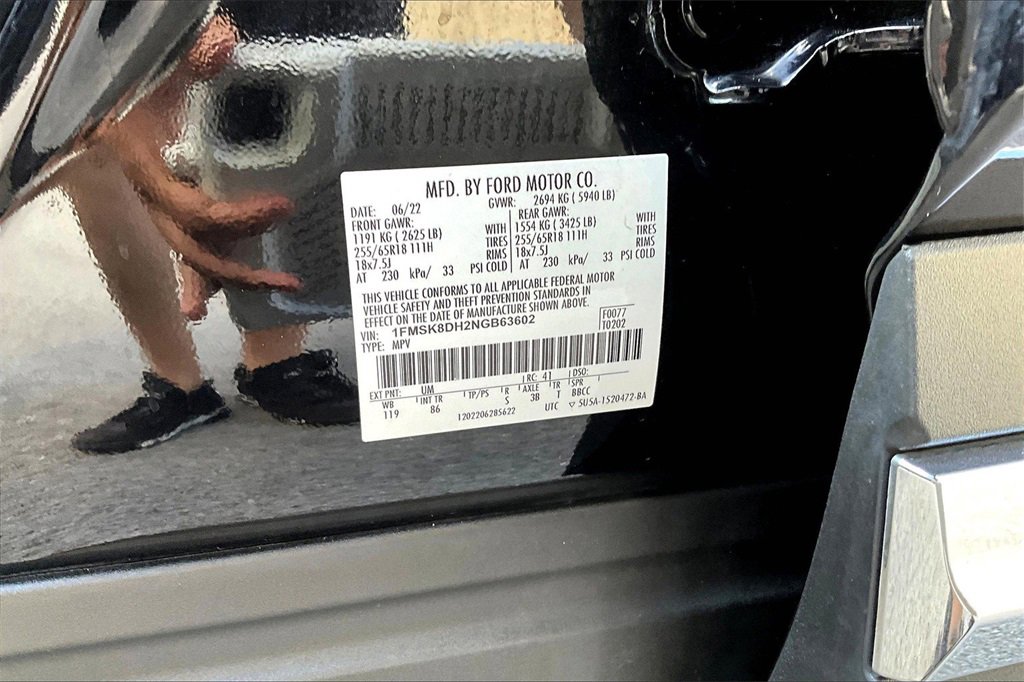 MFD. BY FORD MOTOR CO.
DATE: 06/22 GVWR: 2694 KG ( 5940 LB)
FRONT GAWR: REAR GAWR:
1191 KG ( 2625 LB) WITH 1554 KG ( 3425 LB) WITH
255/65R18 111H TIRES 255/65R18 111H TIRES
18x7.5J RIMS 18x7.5J RIMS
AT 230 kPa/ 33 PSI COLD AT 230 kPa/ 33 PSI COLD
THIS VEHICLE CONFORMS TO ALL APPLICABLE FEDERAL MOTOR
VEHICLE SAFETY AND THEFT PREVENTION STANDARDS IN
EFFECT ON THE DATE OF MANUFACTURE SHOWN ABOVE.
VIN: 1FMSK8DH2NGB63602 F0077
TYPE: MPV T0202
EXT PNT: UM RC: 41 DSO:
WB INT TR TP/PS R AXLE TR SPR
119 86 S 3B T BBCC
1202206285622 UTC ▽ SU5A-1520472-BA